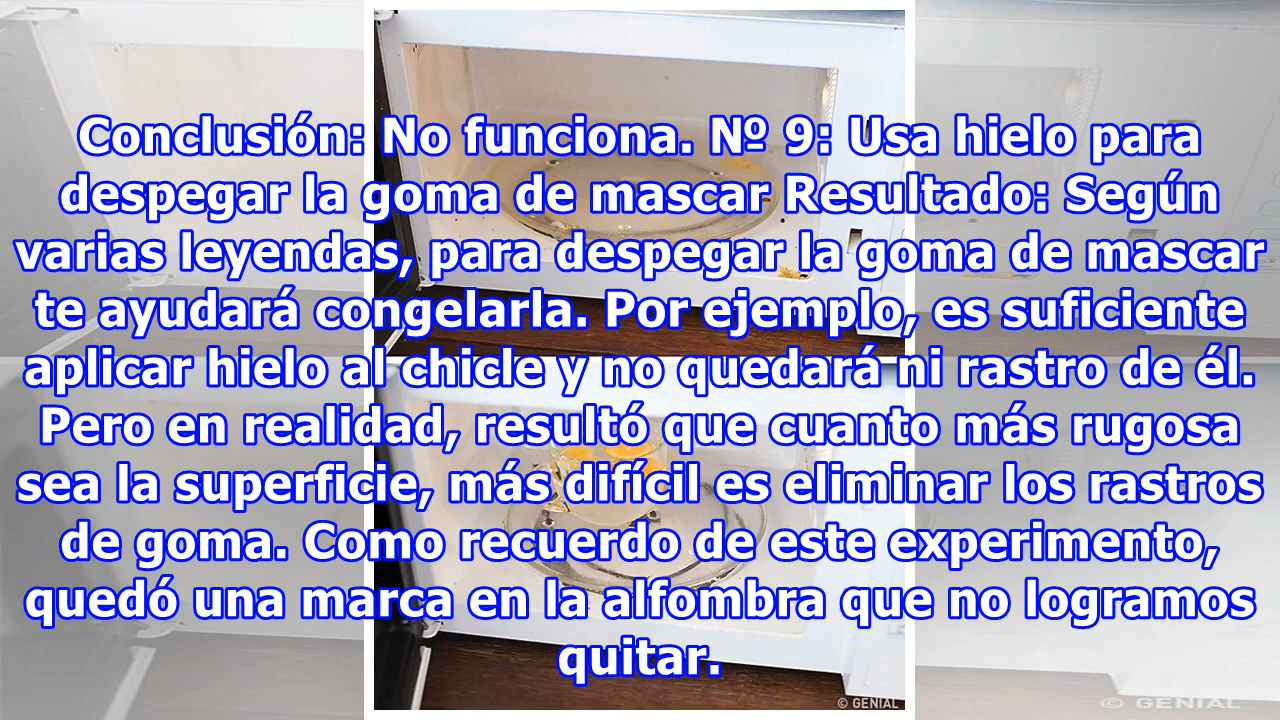 Conclusión: No funciona. Nº 9: Usa hielo para
despegar la goma de mascar Resultado: Según
varias leyendas, para despegar la goma de mascar
te ayudará congelarla. Por ejemplo, es suficiente
aplicar hielo al chicle y no quedará ni rastro de él.
Pero en realidad, resultó que cuanto más rugosa
sea la superficie, más difícil es eliminar los rastros
de goma. Como recuerdo de este experimento,
quedó una marca en la alfombra que no logramos
quitar.
© GENIAL
© GENIAL